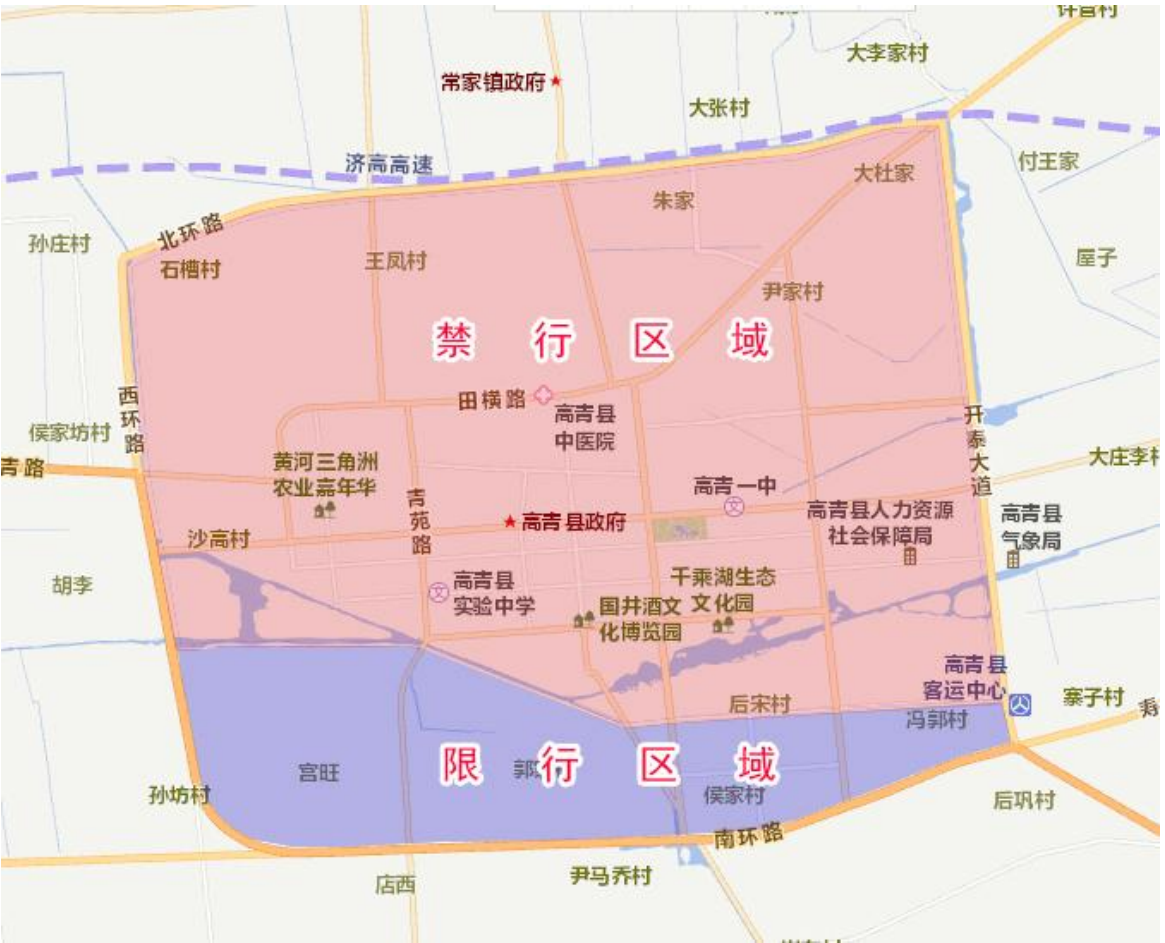 许管村
大李家村
常家镇政府
大张村
济高高速
付王家
大杜家
朱家
北环路
孙庄村
石槽村
王凤村
屋子
尹家村
禁行区域
西环路
田横路
高青县
中医院
开泰大道
侯家坊村
青路
黄河三角洲
农业嘉年华
大庄李村
高青一中
青苑路
高青县政府
高青县人力资源
社会保障局
高青县
气象局
沙高村
胡李
高青县
实验中学
千乘湖生态
文化园
国井酒文
化博览园
高青县
客运中心
寨子村
寿
后宋村
冯郭村
限行区域
宫旺
郭
侯家村
孙坊村
后巩村
南环路
店西
尹马乔村